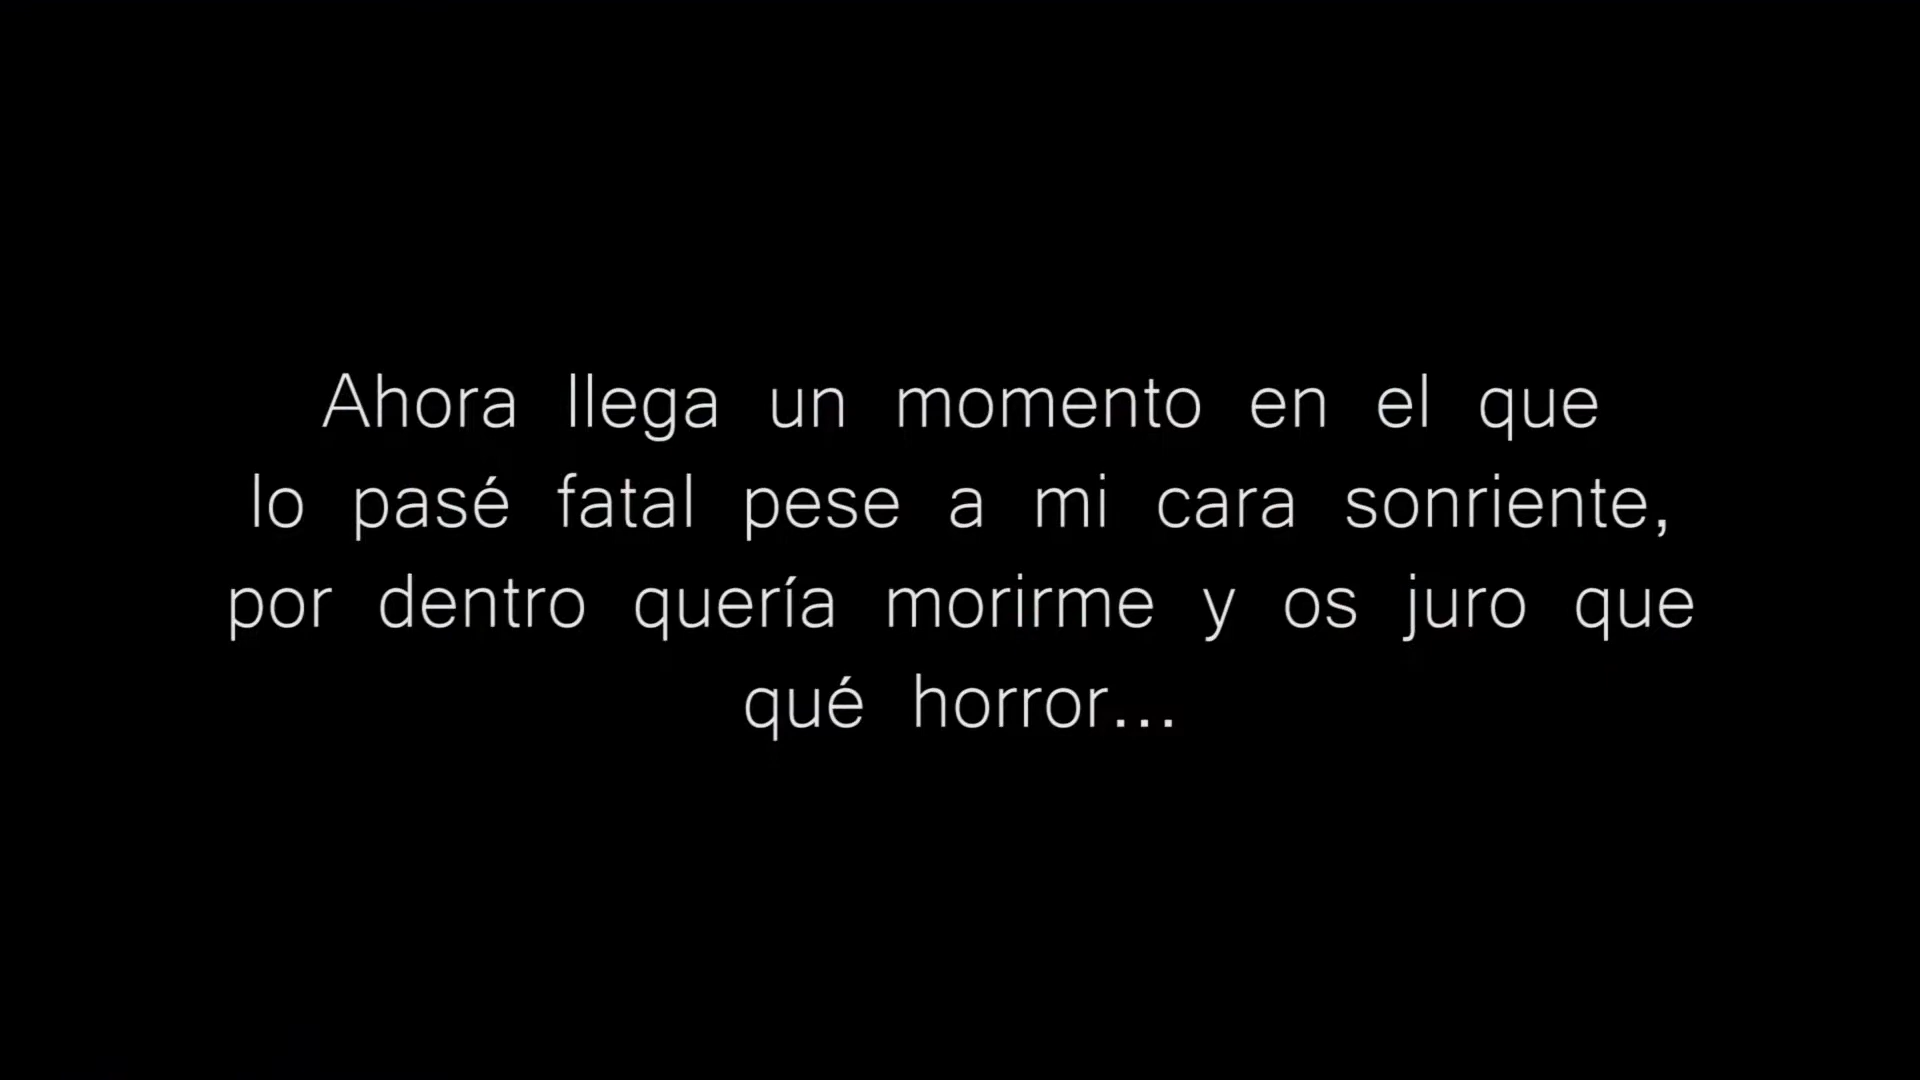 Ahora llega un momento en el que
lo pasé fatal pese a mi cara sonriente,
por dentro quería morirme y os juro que
qué horror...